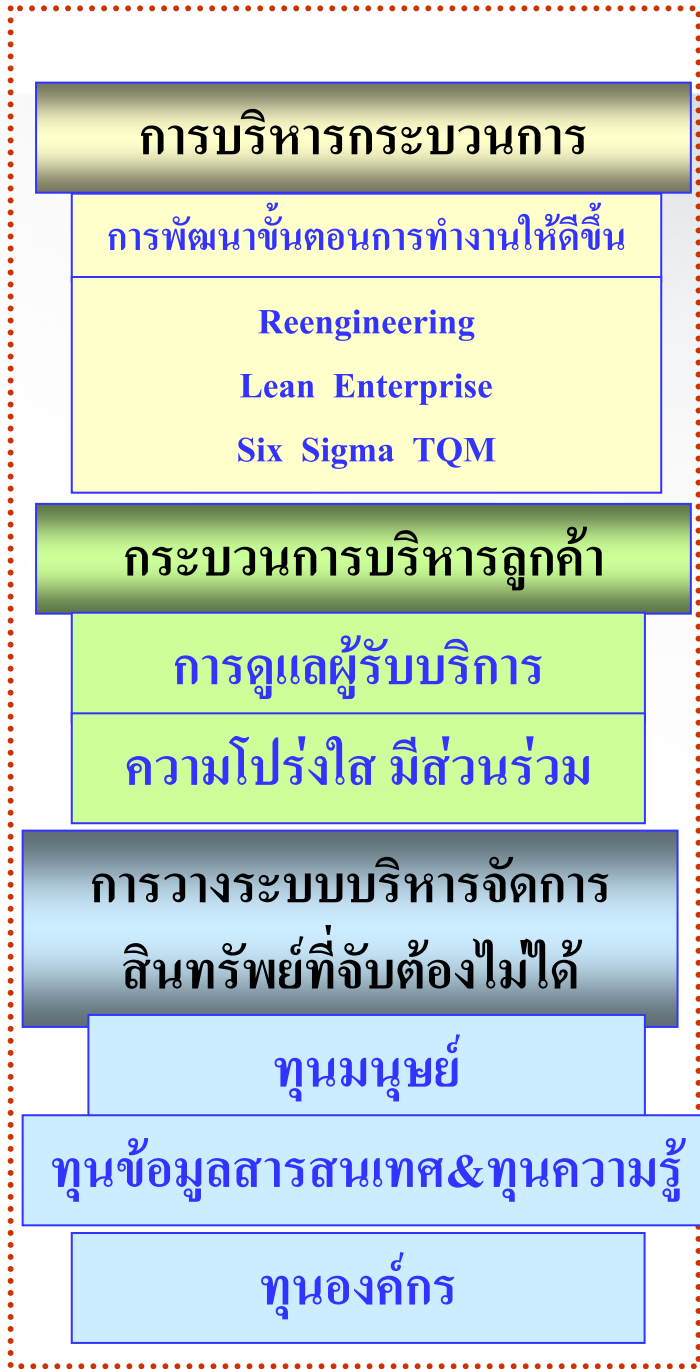 การบริหารกระบวนการ
การพัฒนาขั้นตอนการทำงานให้ดีขึ้น
Reengineering
Lean Enterprise
Six Sigma TQM
กระบวนการบริหารลูกค้า
การดูแลผู้รับบริการ
ความโปร่งใส มีส่วนร่วม
การวางระบบบริหารจัดการ
สินทรัพย์ที่จับต้องไม่ได้
ทุนมนุษย์
ทุนข้อมูลสารสนเทศ&ทุนความรู้
ทุนองค์กร